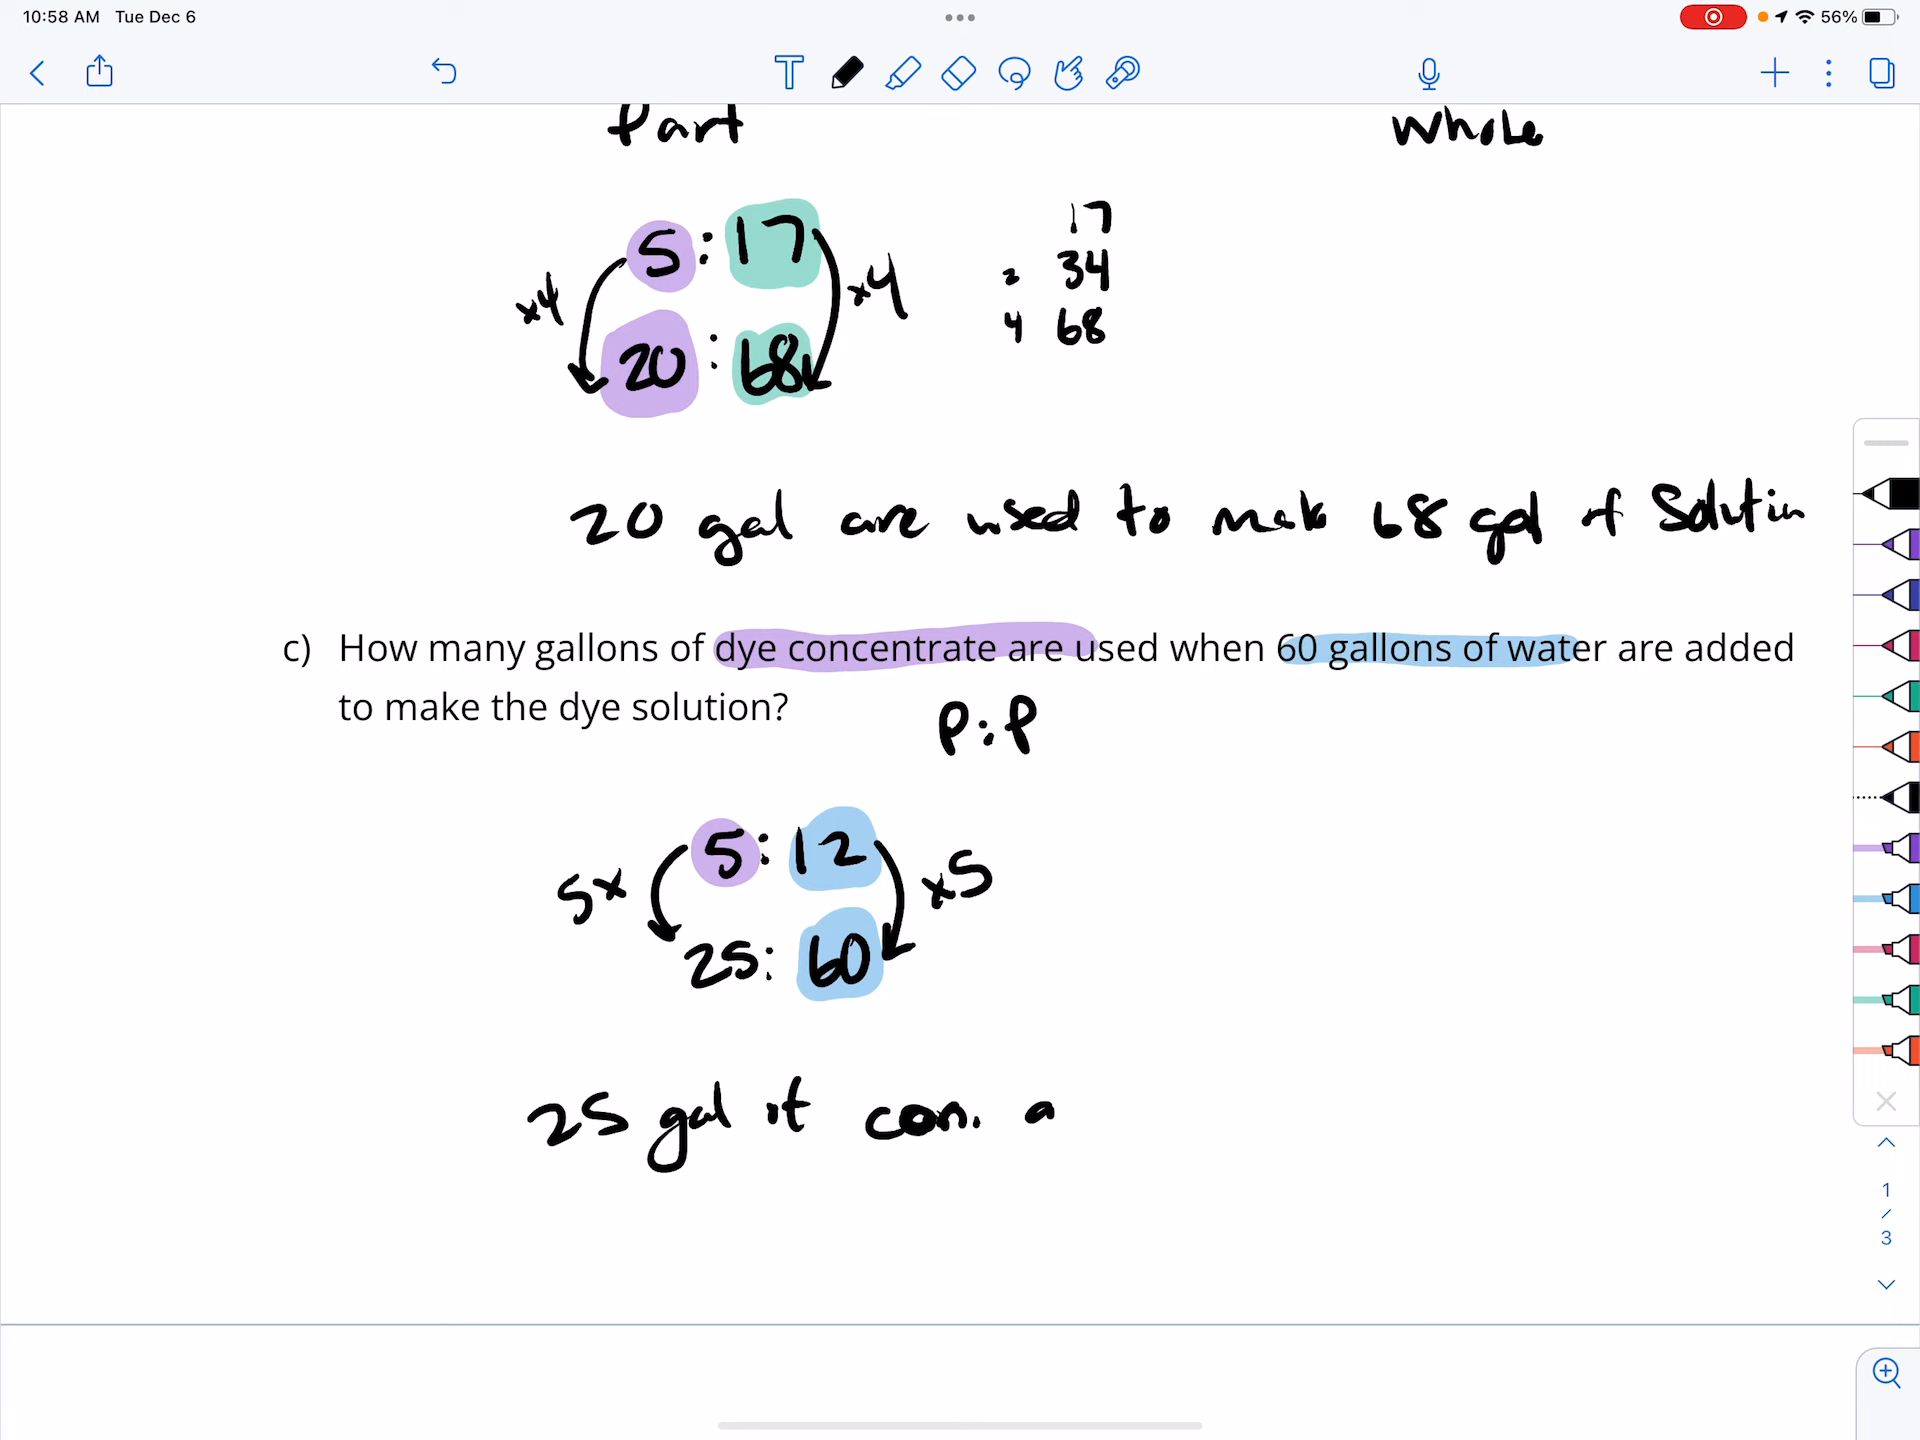 10:58 AM Tue Dec 6
56%
Part Whole
5:17
x4 x4
20:68
17
2 34
4 68
20 gal are used to make 68 gal of Solution
c) How many gallons of dye concentrate are used when 60 gallons of water are added
to make the dye solution?
P:P
5:12
5x x5
25:60
25 gal of con. a
1
/
3